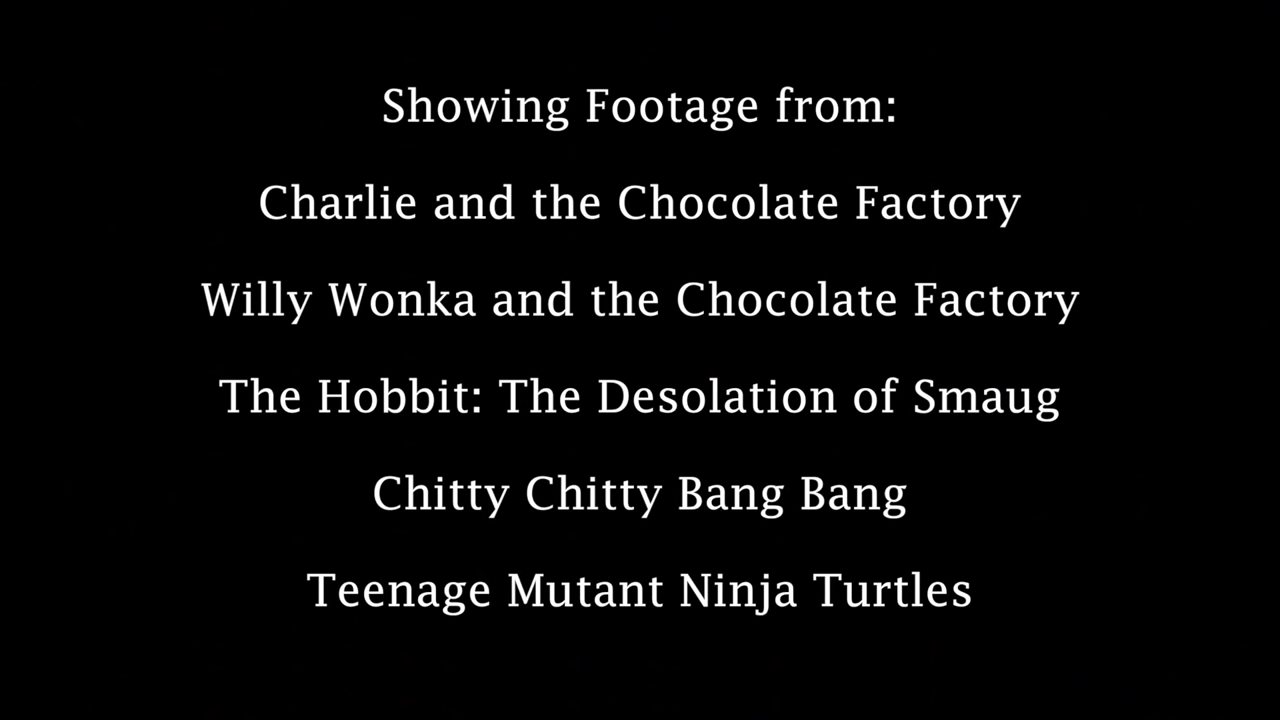 Showing Footage from:
Charlie and the Chocolate Factory
Willy Wonka and the Chocolate Factory
The Hobbit: The Desolation of Smaug
Chitty Chitty Bang Bang
Teenage Mutant Ninja Turtles